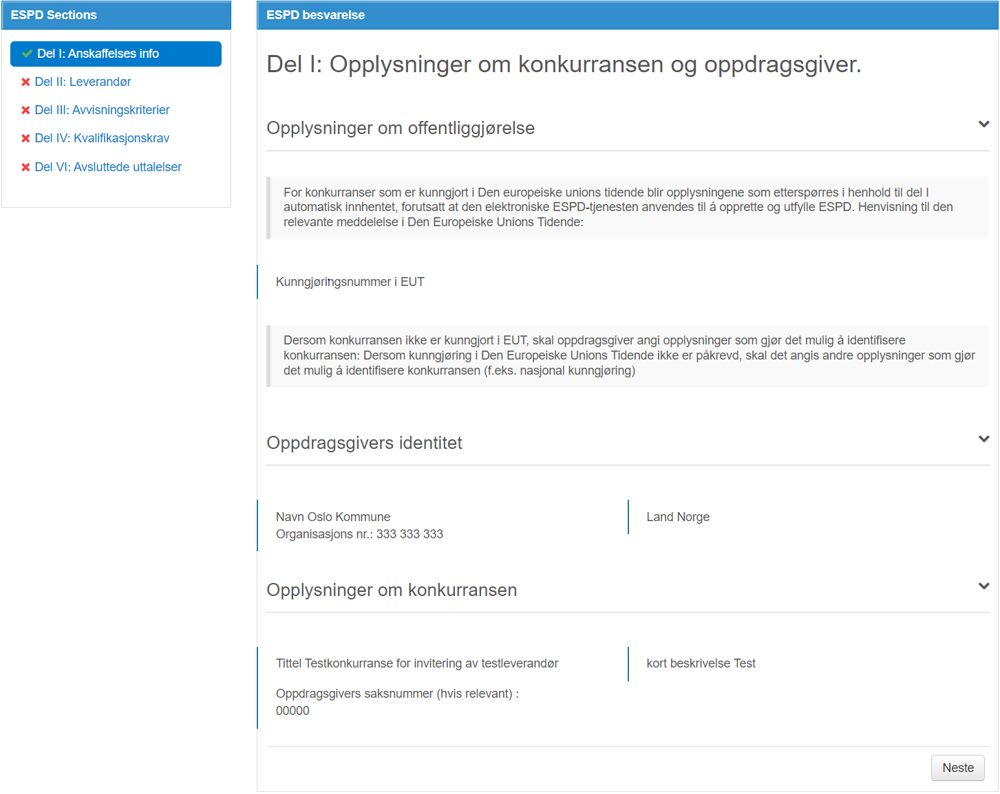 ESPD Sections
Del I: Anskaffelses info
Del II: Leverandør
Del III: Avvisningskriterier
Del IV: Kvalifikasjonskrav
Del VI: Avsluttede uttalelser
ESPD besvarelse
Del I: Opplysninger om konkurransen og oppdragsgiver.
Opplysninger om offentliggjørelse
For konkurranser som er kunngjort i Den europeiske unions tidende blir opplysningene som etterspørres i henhold til del I
automatisk innhentet, forutsatt at den elektroniske ESPD-tjenesten anvendes til å opprette og utfylle ESPD. Henvisning til den
relevante meddelelse i Den Europeiske Unions Tidende:
Kunngjøringsnummer i EUT
Dersom konkurransen ikke er kunngjort i EUT, skal oppdragsgiver angi opplysninger som gjør det mulig å identifisere
konkurransen: Dersom kunngjøring i Den Europeiske Unions Tidende ikke er påkrevd, skal det angis andre opplysninger som gjør
det mulig å identifisere konkurransen (f.eks. nasjonal kunngjøring)
Oppdragsgivers identitet
Navn Oslo Kommune
Organisasjons nr.: 333 333 333
Land Norge
Opplysninger om konkurransen
Tittel Testkonkurranse for invitering av testleverandør
Oppdragsgivers saksnummer (hvis relevant) :
00000
kort beskrivelse Test
Neste